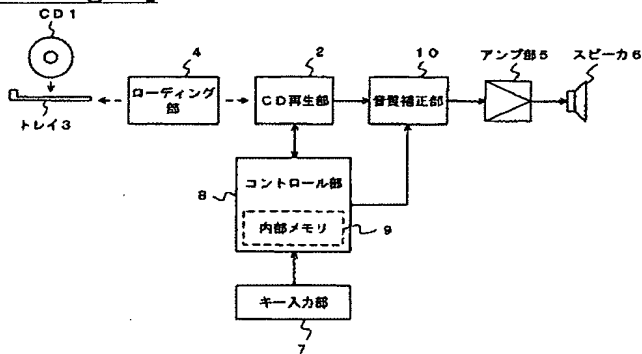 CD1
トレイ3
4
ローディング
部
2
CD再生部
10
音質補正部
アンプ部5
スピーカ6
8
コントロール部
内部メモリ
9
キー入力部
7